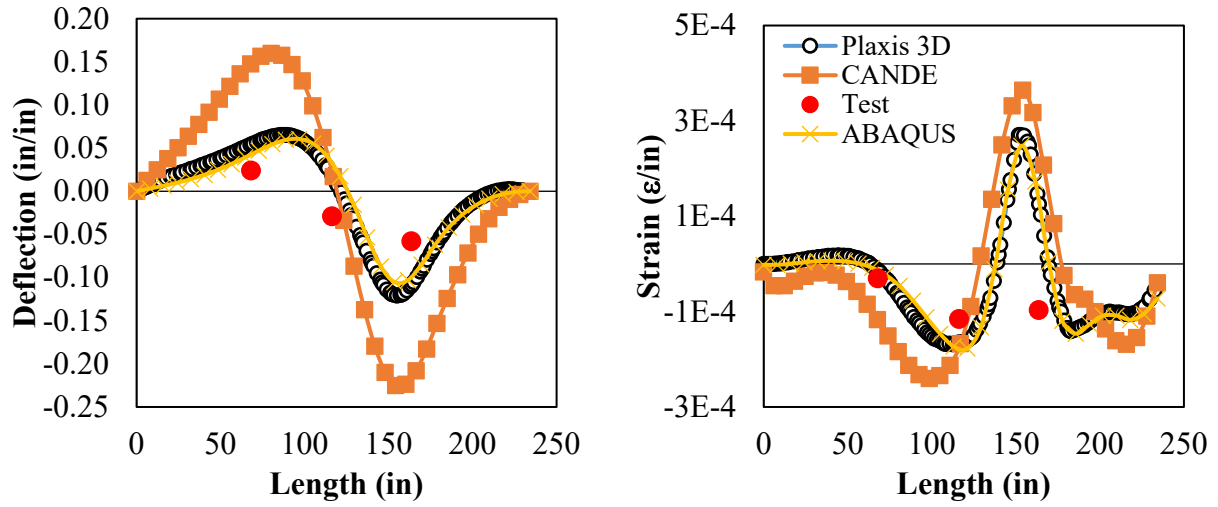 0.20
0.15
0.10
0.05
0.00
-0.05
-0.10
-0.15
-0.20
-0.25
Deflection (in/in)
0 50 100 150 200 250
Length (in)
5E-4
3E-4
1E-4
-1E-4
-3E-4
Strain (ε/in)
Plaxis 3D
CANDE
Test
ABAQUS
0 50 100 150 200 250
Length (in)